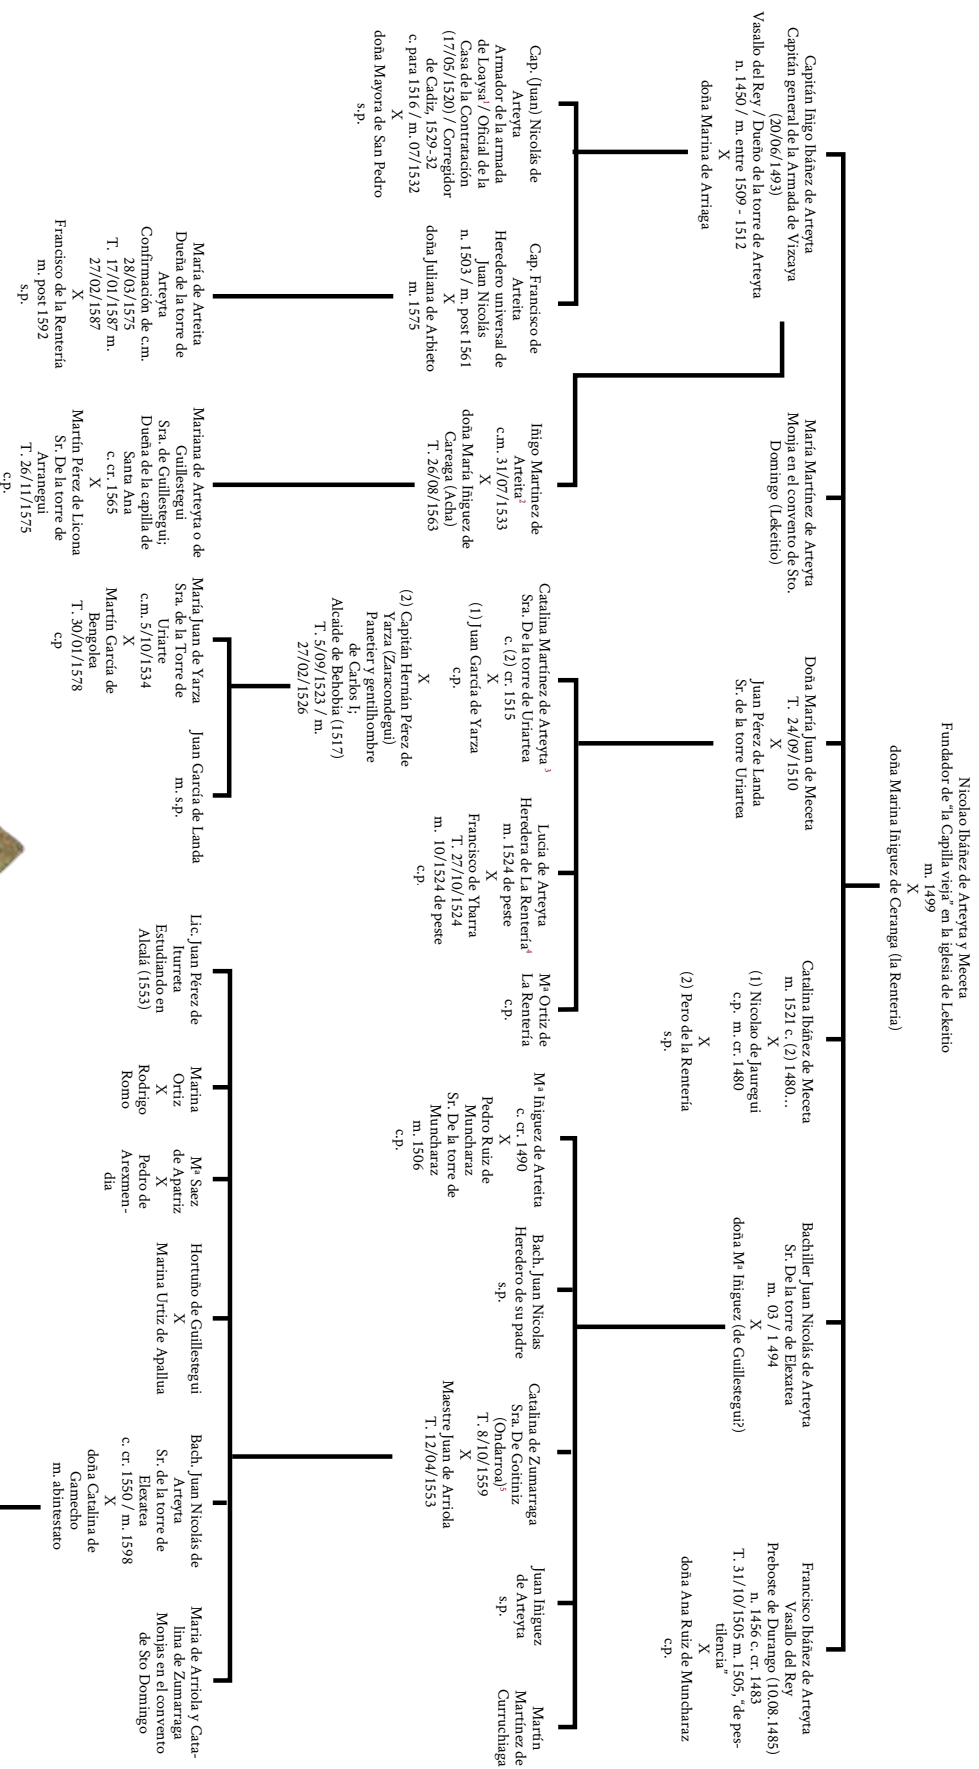 Nicolao Ibáñez de Arteyta y Meceta
Fundador de "la Capilla vieja" en la iglesia de Lekeitio
m. 1499
X
doña Marina Iñiguez de Ceranga (la Renteria)
Capitán Iñigo Ibáñez de Arteyta
Capitán general de la Armada de Vizcaya
(20/06/1493)
Vasallo del Rey / Dueño de la torre de Arteyta
n. 1450 / m. entre 1509 - 1512
X
doña Marina de Arriaga
María Martínez de Arteyta
Monja en el convento de Sto.
Domingo (Lekeitio)
Doña María Juan de Meceta
T. 24/09/1510
X
Juan Pérez de Landa
Sr. de la torre Uriartea
Catalina Ibáñez de Meceta
m. 1521 c. (2) 1480...
X
(1) Nicolao de Jauregui
c.p. m. cr. 1480
X
(2) Pero de la Rentería
s.p.
Bachiller Juan Nicolás de Arteyta
Sr. De la torre de Elexatea
m. 03 / 1 494
X
doña Mª Iñiguez (de Guillestegui?)
Francisco Ibáñez de Arteyta
Vasallo del Rey
Preboste de Durango (10.08.1485)
n. 1456 c. cr. 1483
T. 31/10/1505 m. 1505, "de pes-
tilencia"
X
doña Ana Ruiz de Muncharaz
c.p.
Cap. (Juan) Nicolás de
Arteyta
Armador de la armada
de Loaysa¹ / Oficial de la
Casa de la Contratación
(17/05/1520) / Corregidor
de Cadiz, 1529-32
c. para 1516 / m. 07/1532
X
doña Mayora de San Pedro
s.p.
Cap. Francisco de
Arteita
Heredero universal de
Juan Nicolás
n. 1503 / m. post 1561
X
doña Juliana de Arbieto
m. 1575
Iñigo Martinez de
Arteita²
c.m. 31/07/1533
X
doña María Iñiguez de
Careaga (Acha)
T. 26/08/1563
Catalina Martínez de Arteyta ³
Sra. De la torre de Uriartea
c. (2) cr. 1515
X
(1) Juan García de Yarza
c.p.
X
(2) Capitán Hernán Pérez de
Yarza (Zaracondegui)
Panetier y gentilhombre
de Carlos I;
Alcaide de Behobia (1517)
T. 5/09/1523 / m.
27/02/1526
Lucia de Arteyta
Heredera de La Rentería⁴
m. 1524 de peste
X
Francisco de Ybarra
T. 27/10/1524
m. 10/1524 de peste
c.p.
Mª Ortiz de
La Rentería
c.p.
Mª Iñiguez de Arteita
c. cr. 1490
X
Pedro Ruiz de
Muncharaz
Sr. De la torre de
Muncharaz
m. 1506
c.p.
Bach. Juan Nicolas
Heredero de su padre
s.p.
Catalina de Zumarraga
Sra. De Goitiniz
(Ondarroa)⁵
T. 8/10/1559
X
Maestre Juan de Arriola
T. 12/04/1553
Juan Iñiguez
de Arteyta
s.p.
Martín
Martínez de
Curruchiaga
María de Arteita
Dueña de la torre de
Arteyta
Confirmación de c.m.
28/03/1575
T. 17/01/1587 m.
27/02/1587
X
Francisco de la Rentería
m. post 1592
s.p.
Mariana de Arteyta o de
Guillestegui
Sra. de Guillestegui;
Dueña de la capilla de
Santa Ana
c. cr. 1565
X
Martín Pérez de Licona
Sr. De la torre de
Arranegui
T. 26/11/1575
c.p.
María Juan de Yarza
Sra. de la Torre de
Uriarte
c.m. 5/10/1534
X
Martín García de
Bengolea
T. 30/01/1578
c.p
Juan García de Landa
m. s.p.
Lic. Juan Pérez de
Iturreta
Estudiando en
Alcalá (1553)
Marina
Ortiz
X
Rodrigo
Romo
Mª Saez
de Apatriz
X
Pedro de
Arexmen-
dia
Hortuño de Guillestegui
X
Marina Urtiz de Apallua
Bach. Juan Nicolás de
Arteyta
Sr. de la torre de
Elexatea
c. cr. 1550 / m. 1598
X
doña Catalina de
Gamecho
m. abintestato
Maria de Arriola y Cata-
lina de Zumarraga
Monjas en el convento
de Sto Domingo